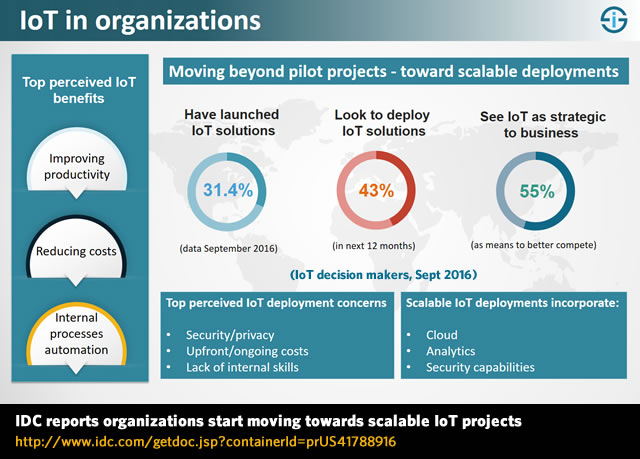 IoT in organizations
Top perceived IoT
benefits
Improving
productivity
Reducing costs
Internal
processes
automation
Moving beyond pilot projects - toward scalable deployments
Have launched
IoT solutions
31.4%
(data September 2016)
Look to deploy
IoT solutions
43%
(in next 12 months)
See IoT as strategic
to business
55%
(as means to better compete)
(IoT decision makers, Sept 2016)
Top perceived IoT deployment concerns
• Security/privacy
• Upfront/ongoing costs
• Lack of internal skills
Scalable IoT deployments incorporate:
• Cloud
• Analytics
• Security capabilities
IDC reports organizations start moving towards scalable IoT projects
http://www.idc.com/getdoc.jsp?containerId=prUS41788916